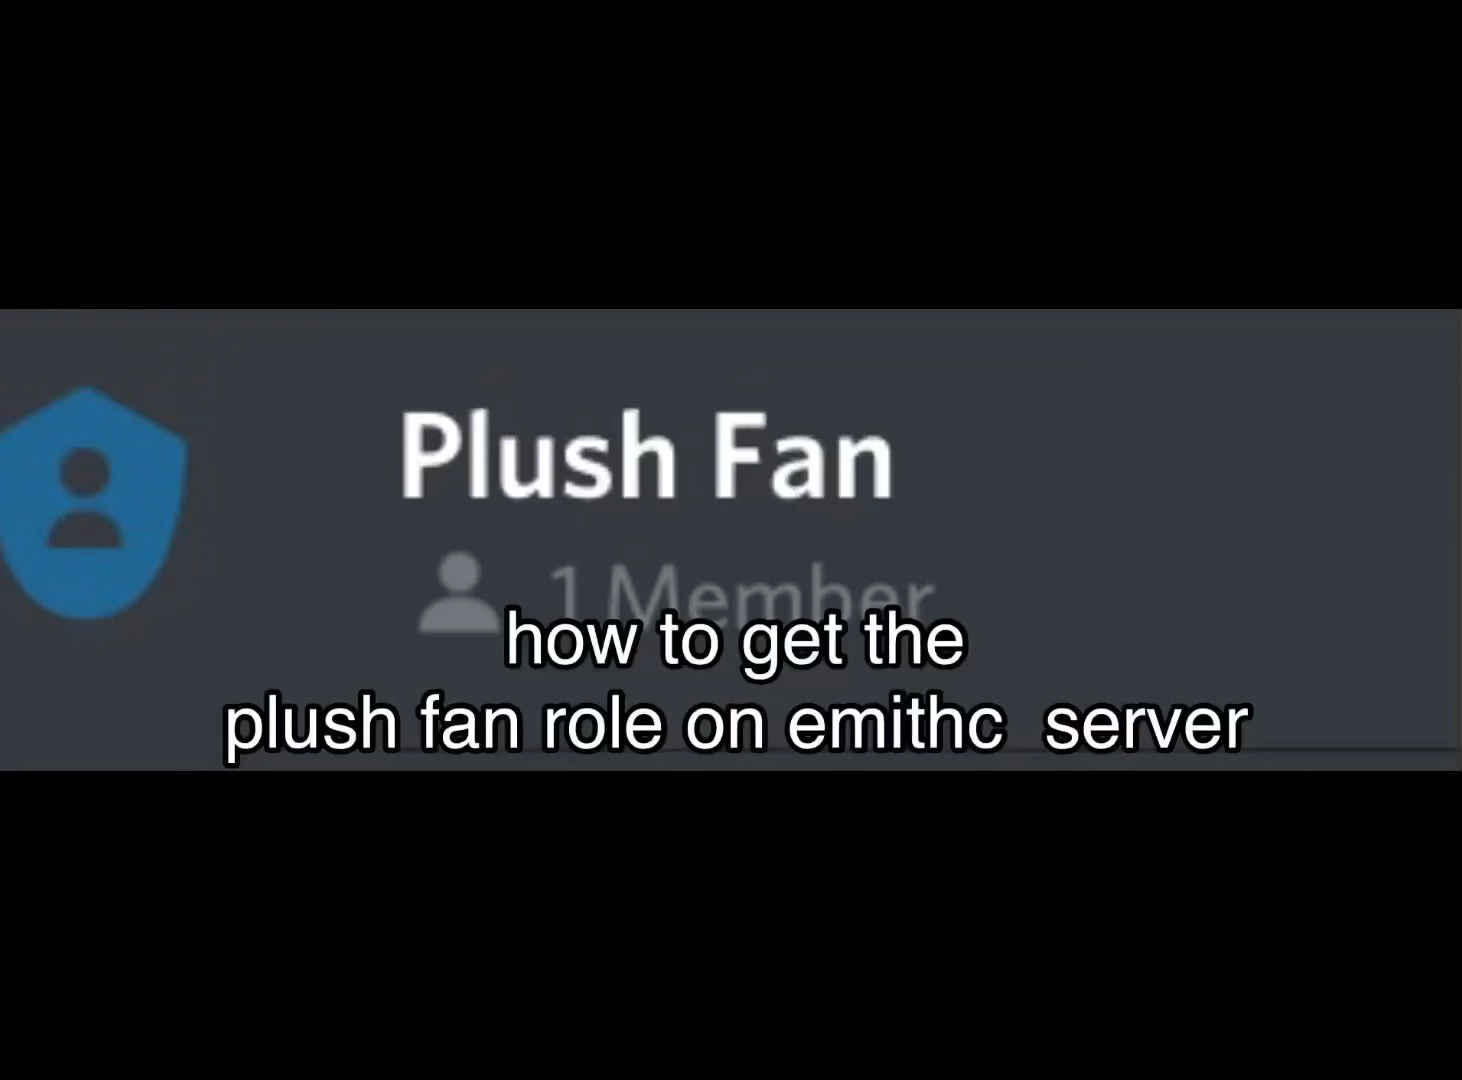 Plush Fan
1 Member
how to get the
plush fan role on emithc  server